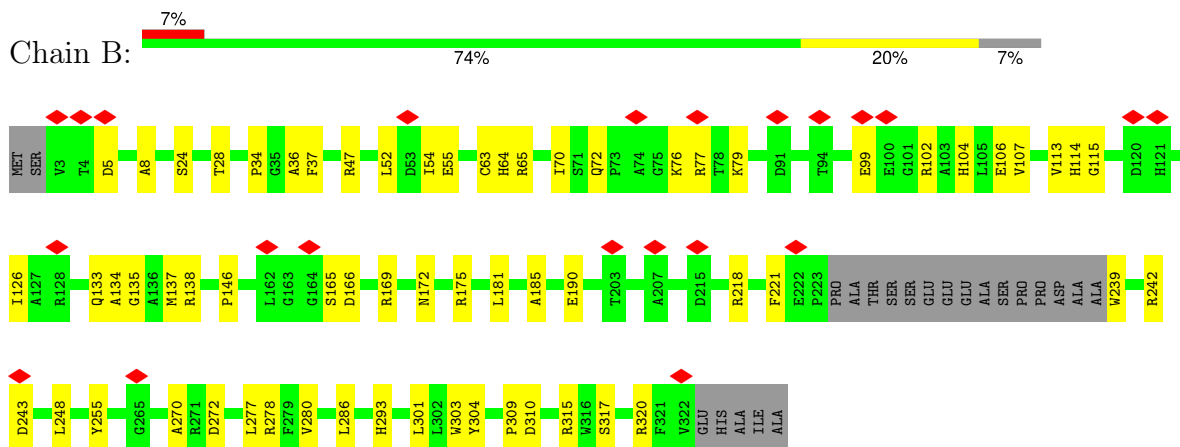 7%
Chain B:
74% 20% 7%
MET SER V3 T4 D5 A8 S24 T28 P34 G35 A36 F37 R47 L52 D53 I54 E55 C63 H64 R65 I70 S71 Q72 P73 A74 G75 K76 R77 T78 K79 D91 T94 E99 E100 G101 R102 A103 H104 L105 E106 V107 V113 H114 G115 D120 H121
I126 A127 R128 Q133 A134 G135 A136 M137 R138 P146 L162 G163 G164 S165 D166 R169 N172 R175 L181 A185 E190 T203 A207 D215 R218 F221 E222 P223 PRO ALA THR SER SER GLU GLU GLU ALA SER PRO PRO ASP ALA ALA W239 R242
D243 L248 Y255 G265 A270 R271 D272 L277 R278 F279 V280 L286 H293 L301 L302 W303 Y304 P309 D310 R315 W316 S317 R320 F321 V322 GLU HIS ALA ILE ALA